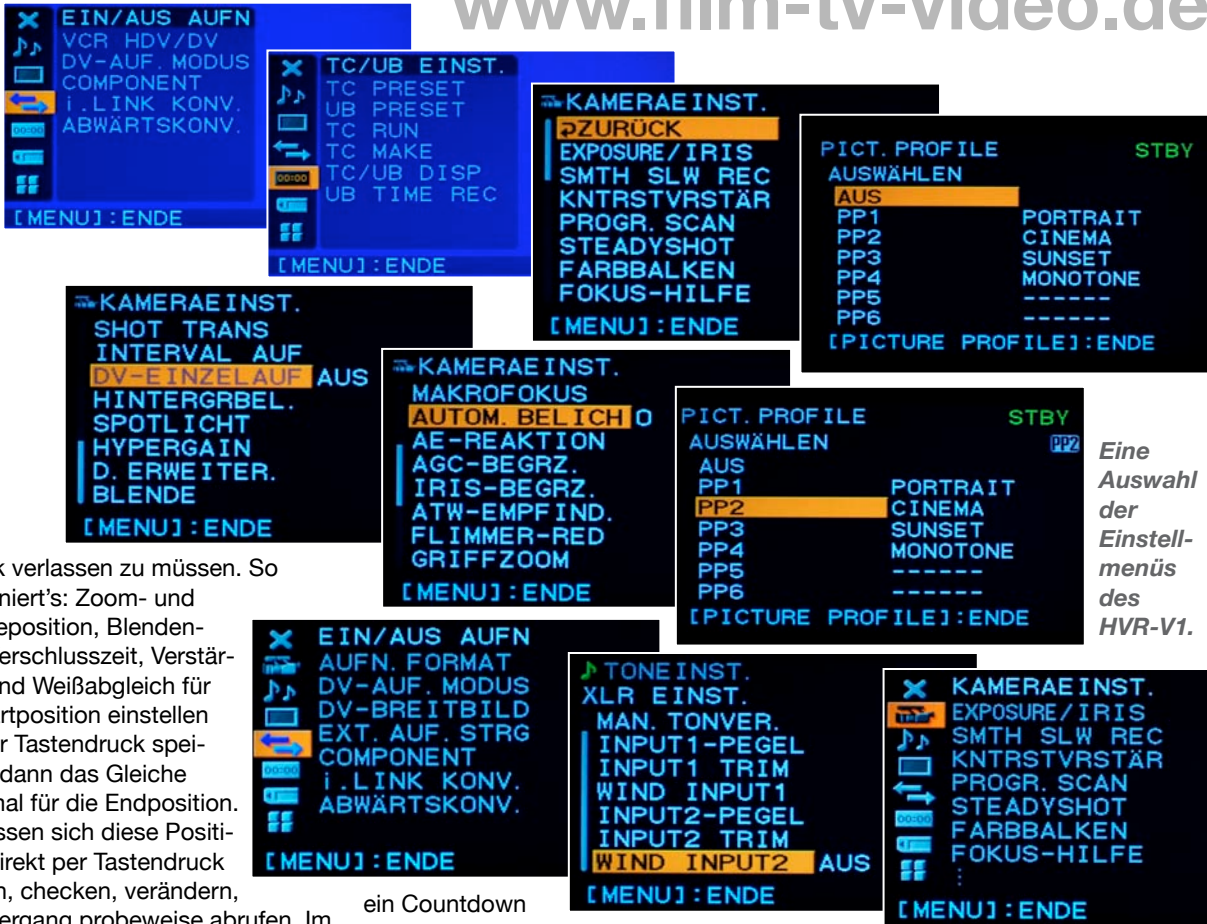 www.film-tv-video.de
EIN/AUS AUFN
VCR HDV/DV
DV-AUF. MODUS
COMPONENT
i.LINK KONV.
ABWÄRTSKONV.
[MENU]:ENDE
TC/UB EINST.
TC PRESET
UB PRESET
TC RUN
TC MAKE
TC/UB DISP
UB TIME REC
[MENU]:ENDE
KAMERAEINST.
ZURÜCK
EXPOSURE/IRIS
SMTH SLW REC
KNTRSTVRSTÄR
PROGR. SCAN
STEADYSHOT
FARBBALKEN
FOKUS-HILFE
[MENU]:ENDE
PICT. PROFILE STBY
AUSWÄHLEN
AUS
PP1 PORTRAIT
PP2 CINEMA
PP3 SUNSET
PP4 MONOTONE
PP5 ------
PP6 ------
[PICTURE PROFILE]:ENDE
KAMERAEINST.
SHOT TRANS
INTERVAL AUF
DV-EINZELAUF AUS
HINTERGRBEL.
SPOTLICHT
HYPERGAIN
D. ERWEITER.
BLENDE
[MENU]:ENDE
KAMERAEINST.
MAKROFOKUS
AUTOM. BELICH 0
AE-REAKTION
AGC-BEGRZ.
IRIS-BEGRZ.
ATW-EMPFIND.
FLIMMER-RED
GRIFFZOOM
[MENU]:ENDE
PICT. PROFILE STBY
AUSWÄHLEN PP2
AUS
PP1 PORTRAIT
PP2 CINEMA
PP3 SUNSET
PP4 MONOTONE
PP5 ------
PP6 ------
[PICTURE PROFILE]:ENDE
Eine
Auswahl
der
Einstell-
menüs
des
HVR-V1.
verlassen zu müssen. So
niert's: Zoom- und
eposition, Blenden-
erschlusszeit, Verstär-
nd Weißabgleich für
rtposition einstellen
r Tastendruck spei-
dann das Gleiche
nal für die Endposition.
ssen sich diese Positi-
irekt per Tastendruck
n, checken, verändern,
ergang probeweise abrufen. Im
EIN/AUS AUFN
AUFN. FORMAT
DV-AUF. MODUS
DV-BREITBILD
EXT. AUF. STRG
COMPONENT
i.LINK KONV.
ABWÄRTSKONV.
[MENU]:ENDE
ein Countdown
TONEINST.
XLR EINST.
MAN. TONVER.
INPUT1-PEGEL
INPUT1 TRIM
WIND INPUT1
INPUT2-PEGEL
INPUT2 TRIM
WIND INPUT2 AUS
[MENU]:ENDE
KAMERAEINST.
EXPOSURE/IRIS
SMTH SLW REC
KNTRSTVRSTÄR
PROGR. SCAN
STEADYSHOT
FARBBALKEN
FOKUS-HILFE
[MENU]:ENDE